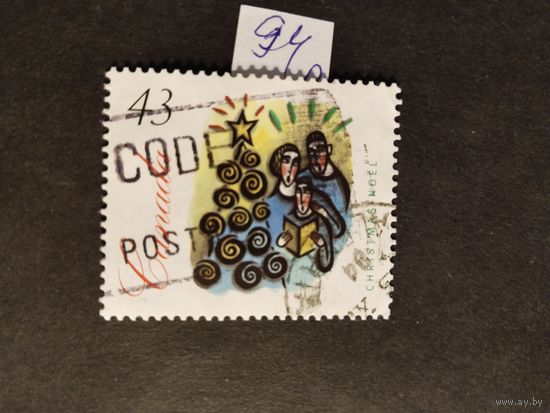 94
43
CODE
Canada
POST
CHRISTMAS NOËL
www.ay.by